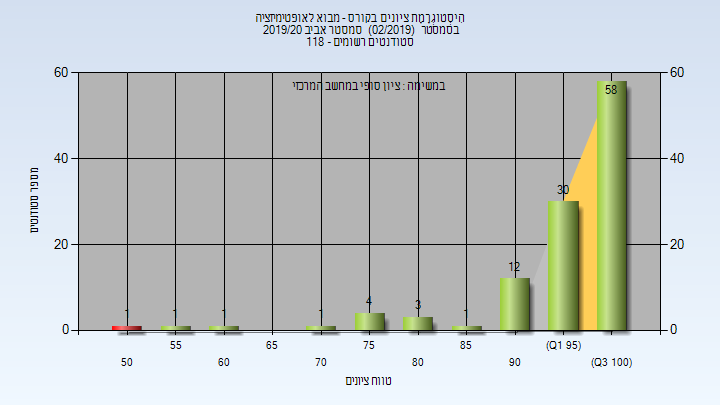 היסטוגרמת ציונים בקורס - מבוא לאופטימיזציה
בסמסטר (02/2019) סמסטר אביב 2019/20
סטודנטים רשומים - 118
במשימה : ציון סופי במחשב המרכזי
60 60
40 40
20 20
0 0
מספר סטודנטים
1 1 1 1 4 3 1 12 30 58
50 55 60 65 70 75 80 85 90 (Q1 95) (Q3 100)
טווח ציונים